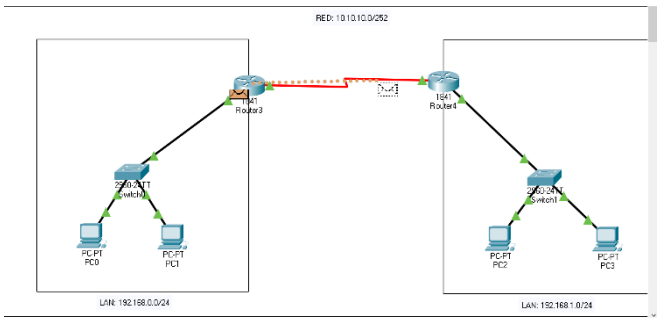 RED: 10.10.10.0/252
1841
Router3
1841
Router4
2960-24TT
Switch0
2960-24TT
Switch1
PC-PT
PC0
PC-PT
PC1
PC-PT
PC2
PC-PT
PC3
LAN: 192.168.0.0/24
LAN: 192.168.1.0/24